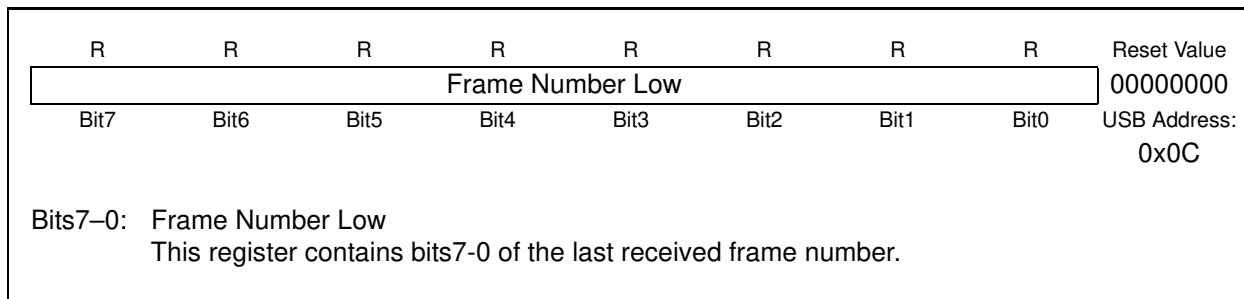 R R R R R R R R Reset Value
Frame Number Low 00000000
Bit7 Bit6 Bit5 Bit4 Bit3 Bit2 Bit1 Bit0 USB Address:
0x0C
Bits7–0: Frame Number Low
This register contains bits7-0 of the last received frame number.